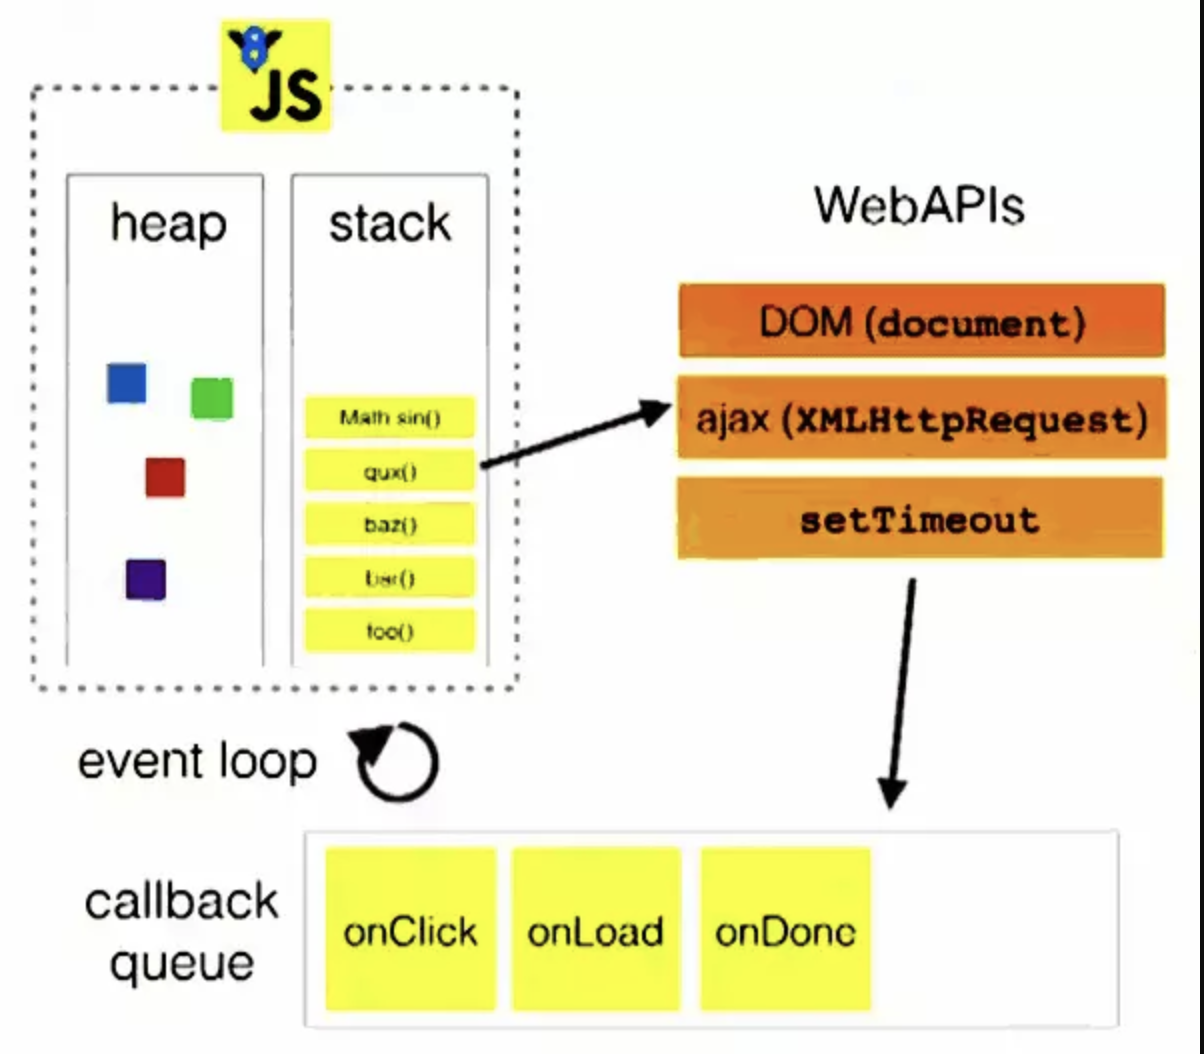 8
JS
heap
stack
Math sin()
qux()
baz()
bar()
foo()
WebAPIs
DOM (document)
ajax (XMLHttpRequest)
setTimeout
event loop
callback
queue
onClick
onLoad
onDone